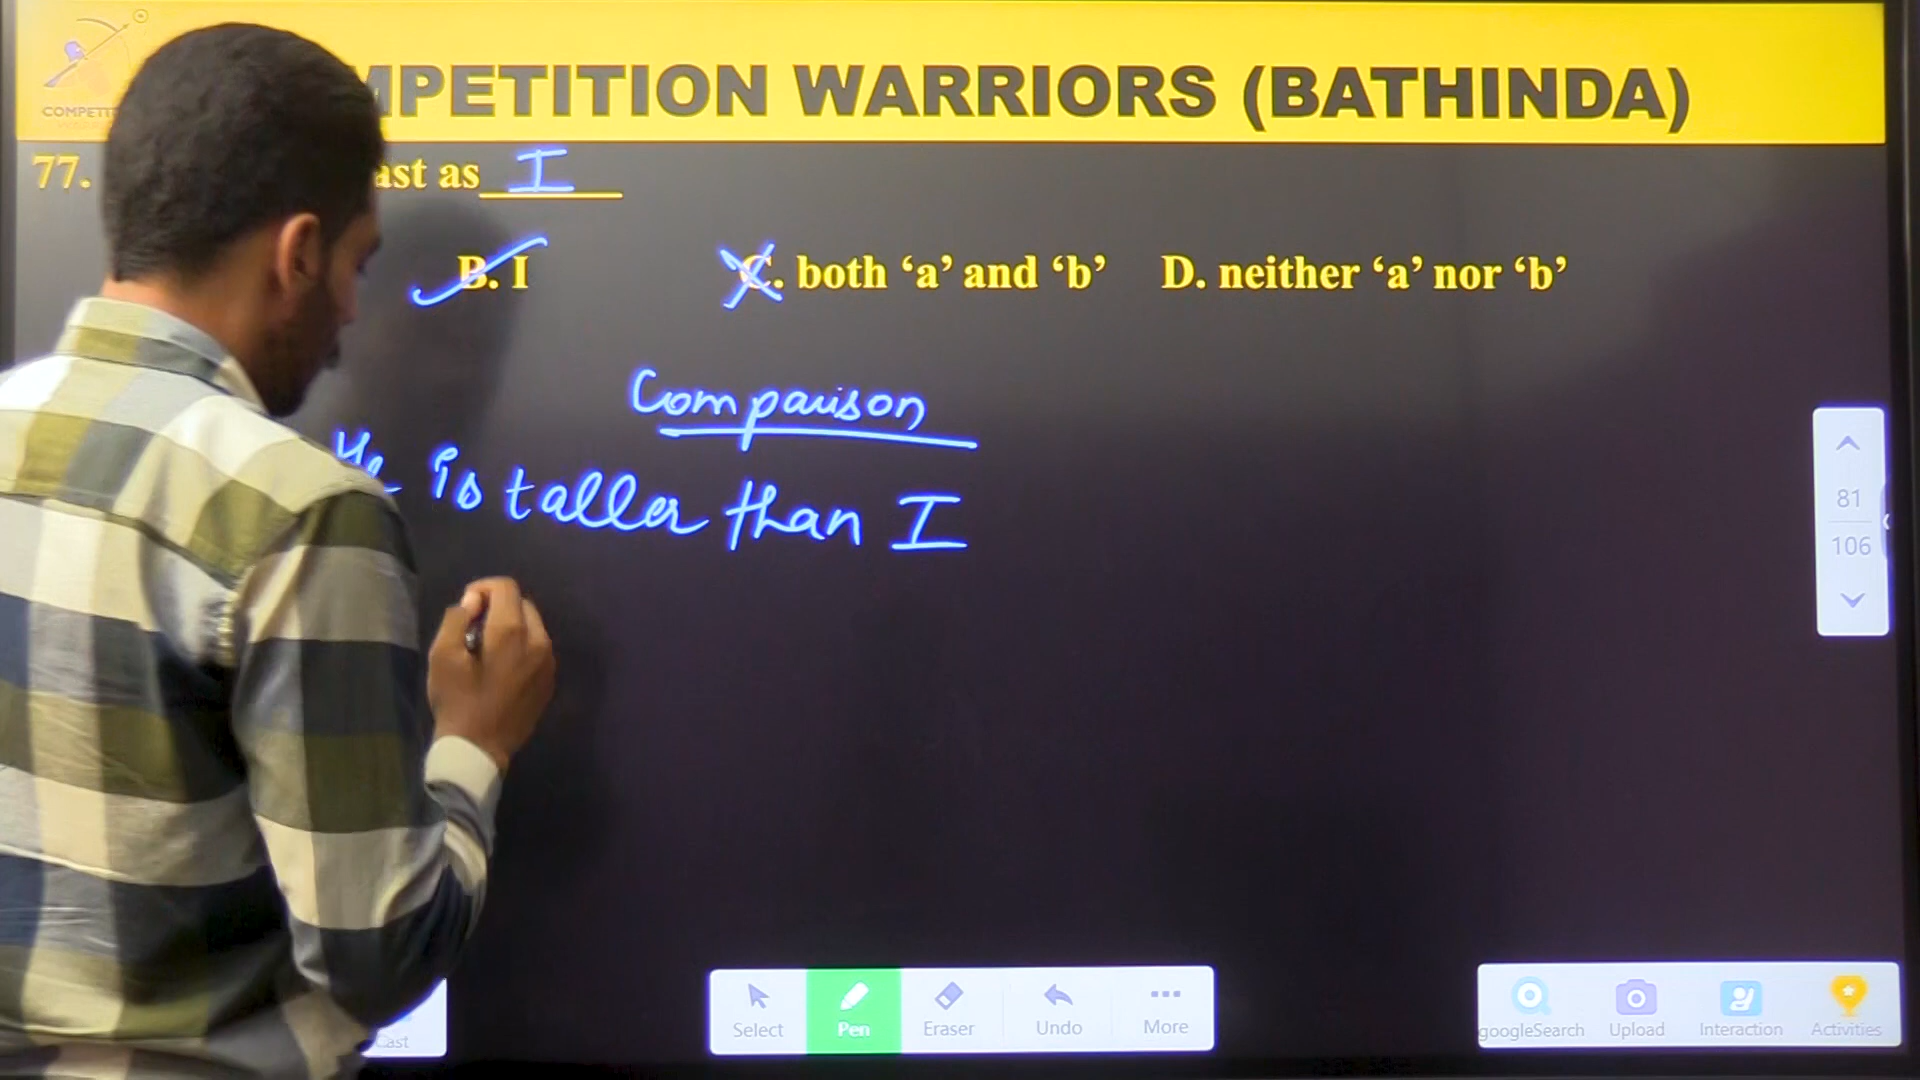 COMPETIT
MPETITION WARRIORS (BATHINDA)
77. ast as I
B. I C. both ‘a’ and ‘b’ D. neither ‘a’ nor ‘b’
Comparison
He is taller than I
81
106
Cast
Select Pen Eraser Undo More
googleSearch Upload Interaction Activities